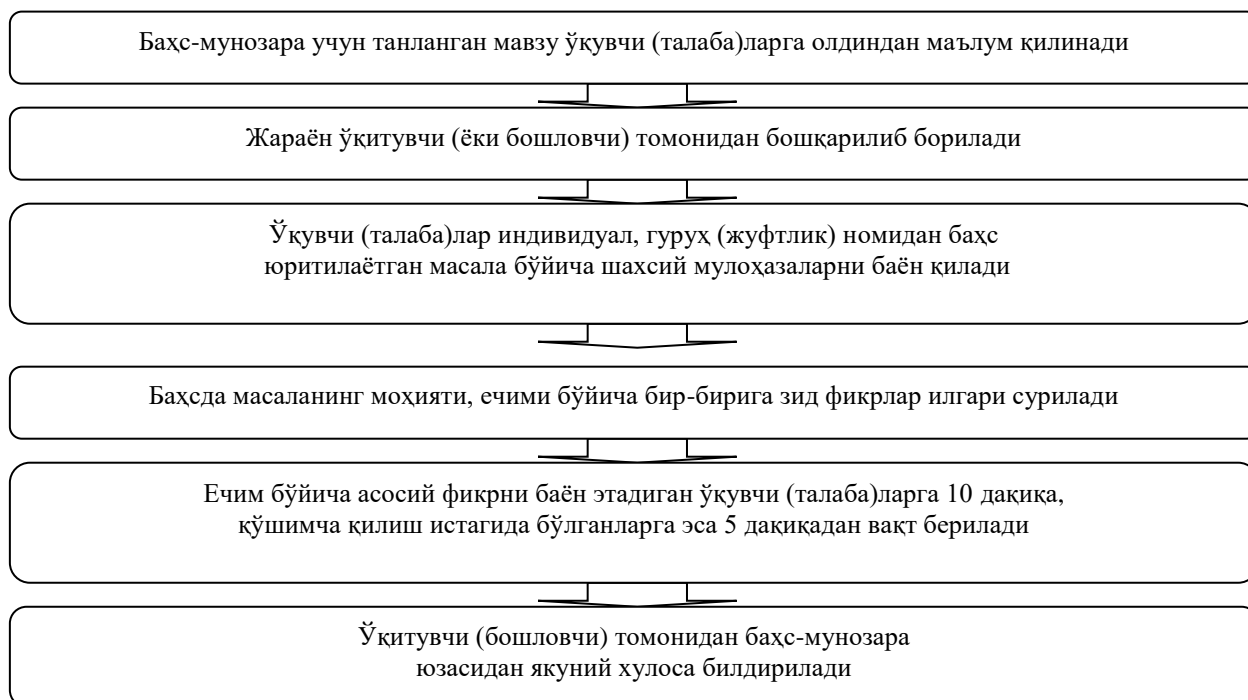 Баҳс-мунозара учун танланган мавзу ўқувчи (талаба)ларга олдиндан маълум қилинади
Жараён ўқитувчи (ёки бошловчи) томонидан бошқарилиб борилади
Ўқувчи (талаба)лар индивидуал, гуруҳ (жуфтлик) номидан баҳс
юритилаётган масала бўйича шахсий мулоҳазаларни баён қилади
Баҳсда масаланинг моҳияти, ечими бўйича бир-бирига зид фикрлар илгари сурилади
Ечим бўйича асосий фикрни баён этадиган ўқувчи (талаба)ларга 10 дақиқа,
қўшимча қилиш истагида бўлганларга эса 5 дақиқадан вақт берилади
Ўқитувчи (бошловчи) томонидан баҳс-мунозара
юзасидан якуний хулоса билдирилади